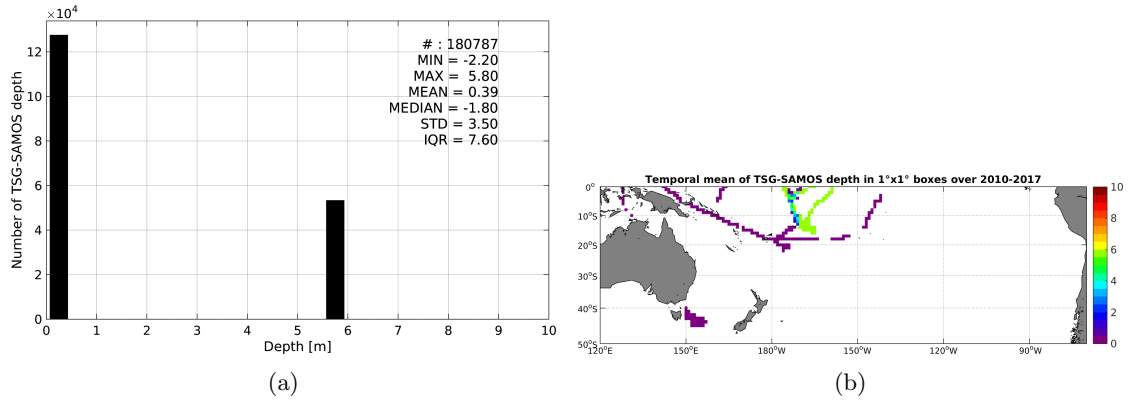 ×10⁴
12
10
8
6
4
2
0
Number of TSG-SAMOS depth
# : 180787
MIN = -2.20
MAX = 5.80
MEAN = 0.39
MEDIAN = -1.80
STD = 3.50
IQR = 7.60
0 1 2 3 4 5 6 7 8 9 10
Depth [m]
(a)
Temporal mean of TSG-SAMOS depth in 1°x1° boxes over 2010-2017
0°
10°S
20°S
30°S
40°S
50°S
120°E 150°E 180°W 150°W 120°W 90°W
10
8
6
4
2
0
(b)